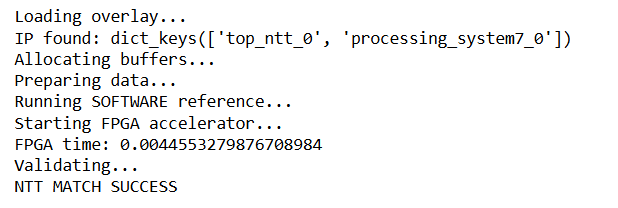 Loading overlay...
IP found: dict_keys(['top_ntt_0', 'processing_system7_0'])
Allocating buffers...
Preparing data...
Running SOFTWARE reference...
Starting FPGA accelerator...
FPGA time: 0.0044553279876708984
Validating...
NTT MATCH SUCCESS